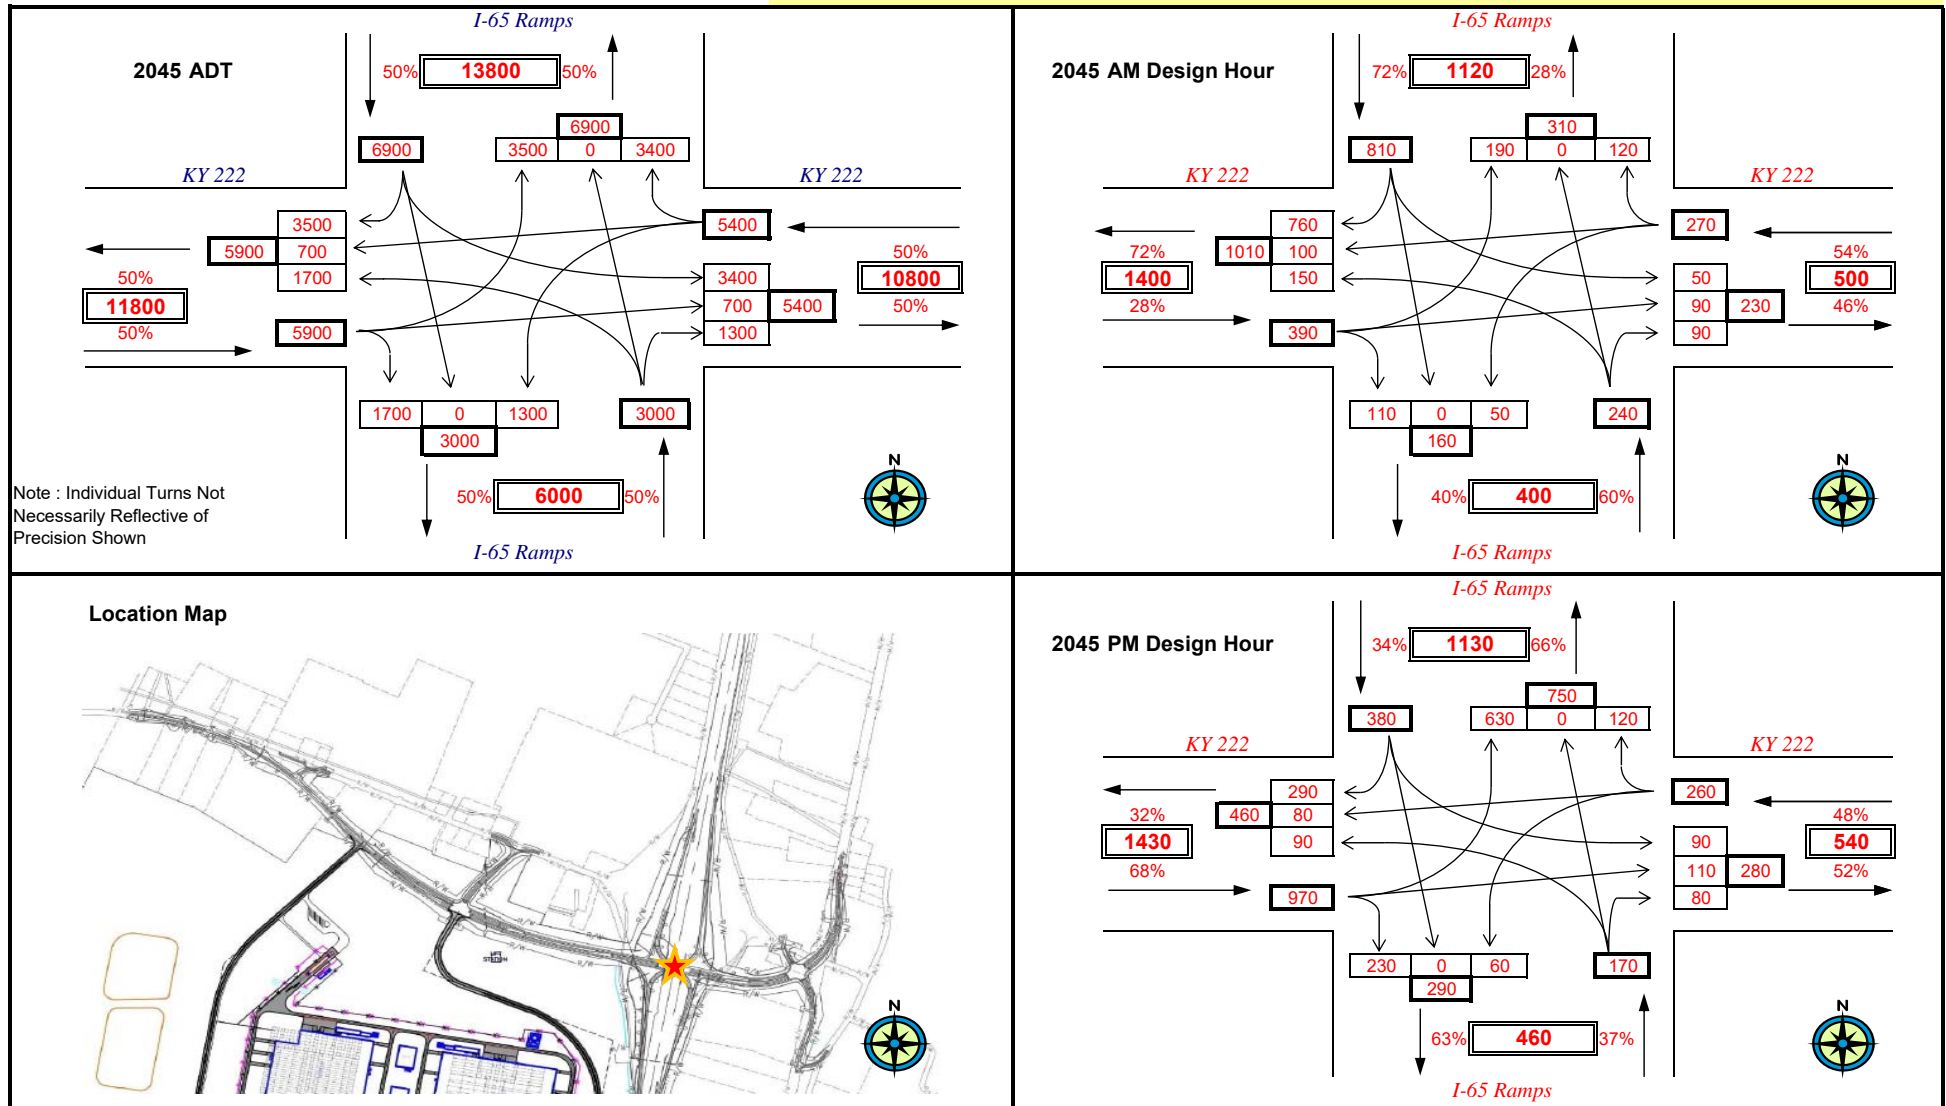 I-65 Ramps
2045 ADT
50% 13800 50%
6900
6900 3500 0 3400
KY 222 KY 222
3500 5400
5900 700
1700
50% 50%
11800 10800
50% 50%
3400
700 5400
1300
5900
1700 0 1300 3000
3000
50% 6000 50%
N
Note : Individual Turns Not
Necessarily Reflective of
Precision Shown
I-65 Ramps
I-65 Ramps
2045 AM Design Hour
72% 1120 28%
310
810 190 0 120
KY 222 KY 222
760 270
1010 100
150
72% 54%
1400 500
28% 46%
50
90 230
90
390
110 0 50 240
160
40% 400 60%
N
I-65 Ramps
Location Map
LIFT
STATION
R/W
R/W
R/W
N
I-65 Ramps
2045 PM Design Hour
34% 1130 66%
750
380 630 0 120
KY 222 KY 222
290 260
460 80
90
32% 48%
1430 540
68% 52%
90
110 280
80
970
230 0 60 170
290
63% 460 37%
N
I-65 Ramps